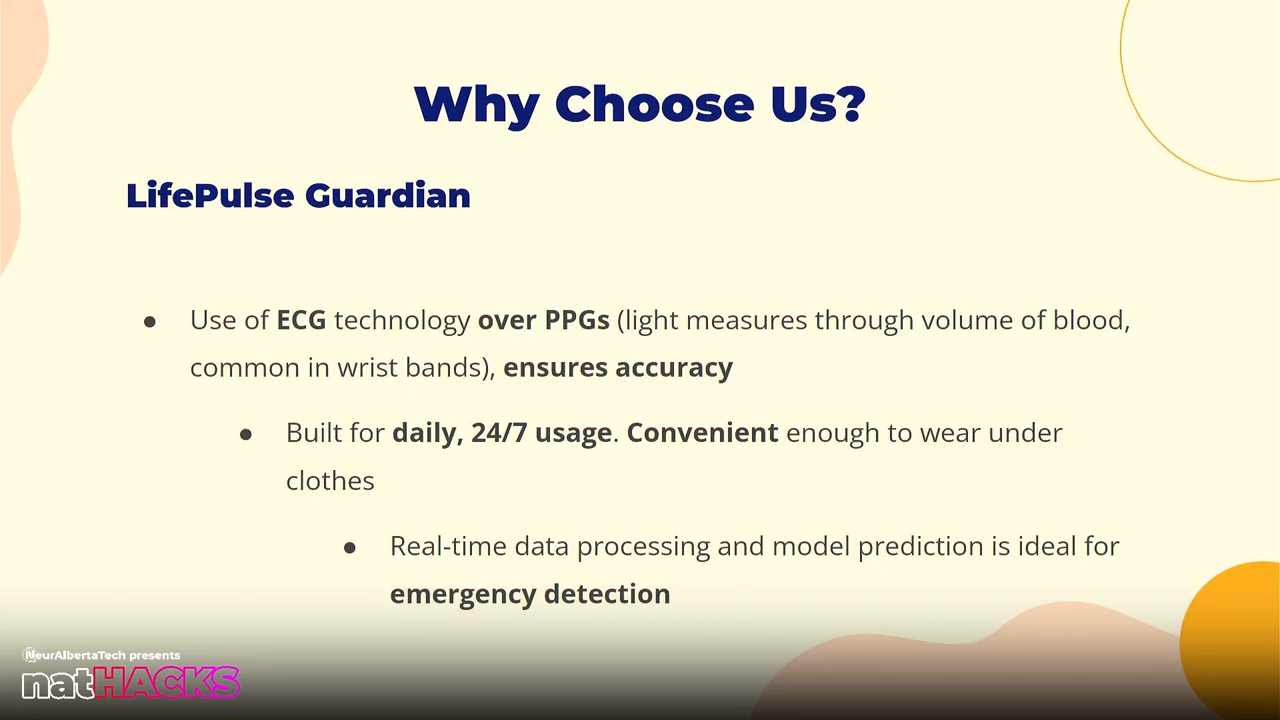 Why Choose Us?
LifePulse Guardian
● Use of ECG technology over PPGs (light measures through volume of blood,
common in wrist bands), ensures accuracy
● Built for daily, 24/7 usage. Convenient enough to wear under
clothes
● Real-time data processing and model prediction is ideal for
emergency detection
NeurAlbertaTech presents
natHACKS